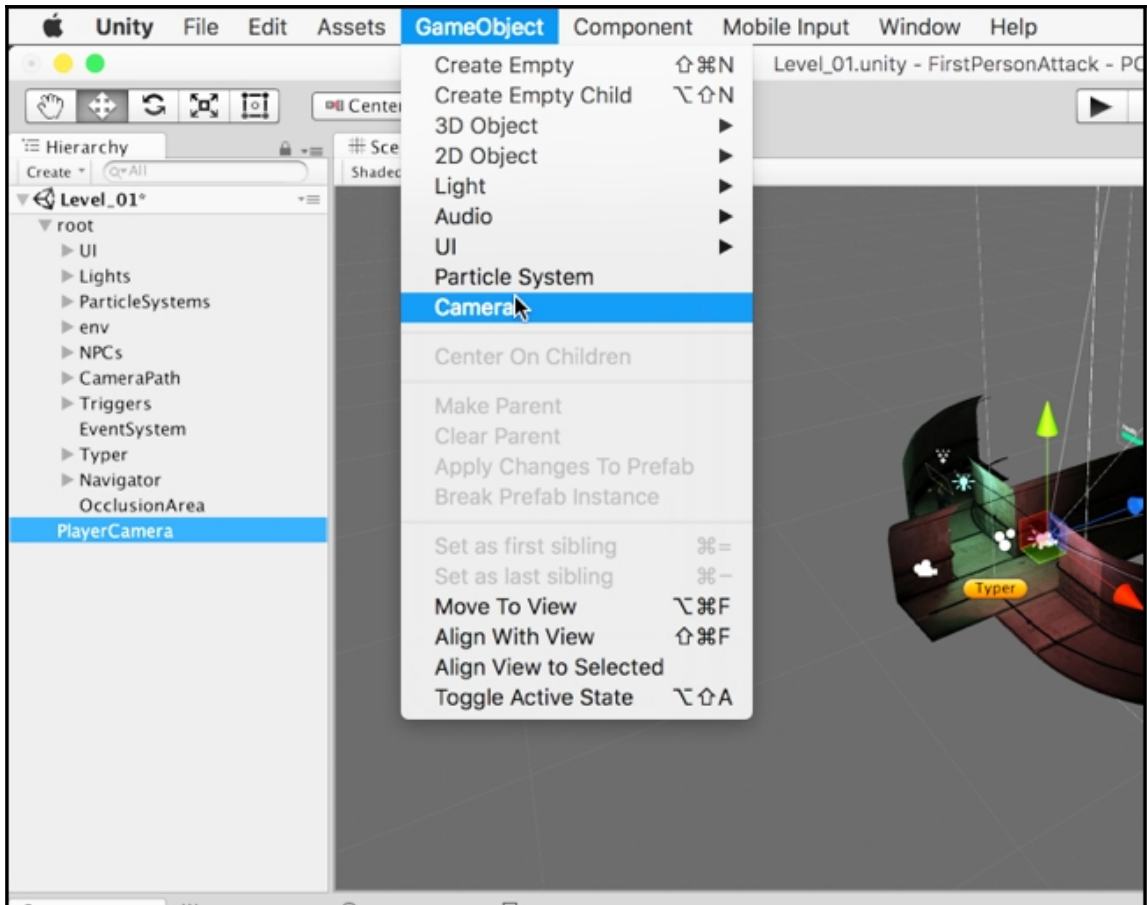 Unity File Edit Assets GameObject Component Mobile Input Window Help
Level_01.unity - FirstPersonAttack - PC
Center
Hierarchy
Create All
Level_01*
root
UI
Lights
ParticleSystems
env
NPCs
CameraPath
Triggers
EventSystem
Typer
Navigator
OcclusionArea
PlayerCamera
Create Empty ⇧⌘N
Create Empty Child ⌥⇧N
3D Object ▶
2D Object ▶
Light ▶
Audio ▶
UI ▶
Particle System
Camera
Center On Children
Make Parent
Clear Parent
Apply Changes To Prefab
Break Prefab Instance
Set as first sibling ⌘=
Set as last sibling ⌘−
Move To View ⌥⌘F
Align With View ⇧⌘F
Align View to Selected
Toggle Active State ⌥⇧A
# Sce
Shaded
Typer